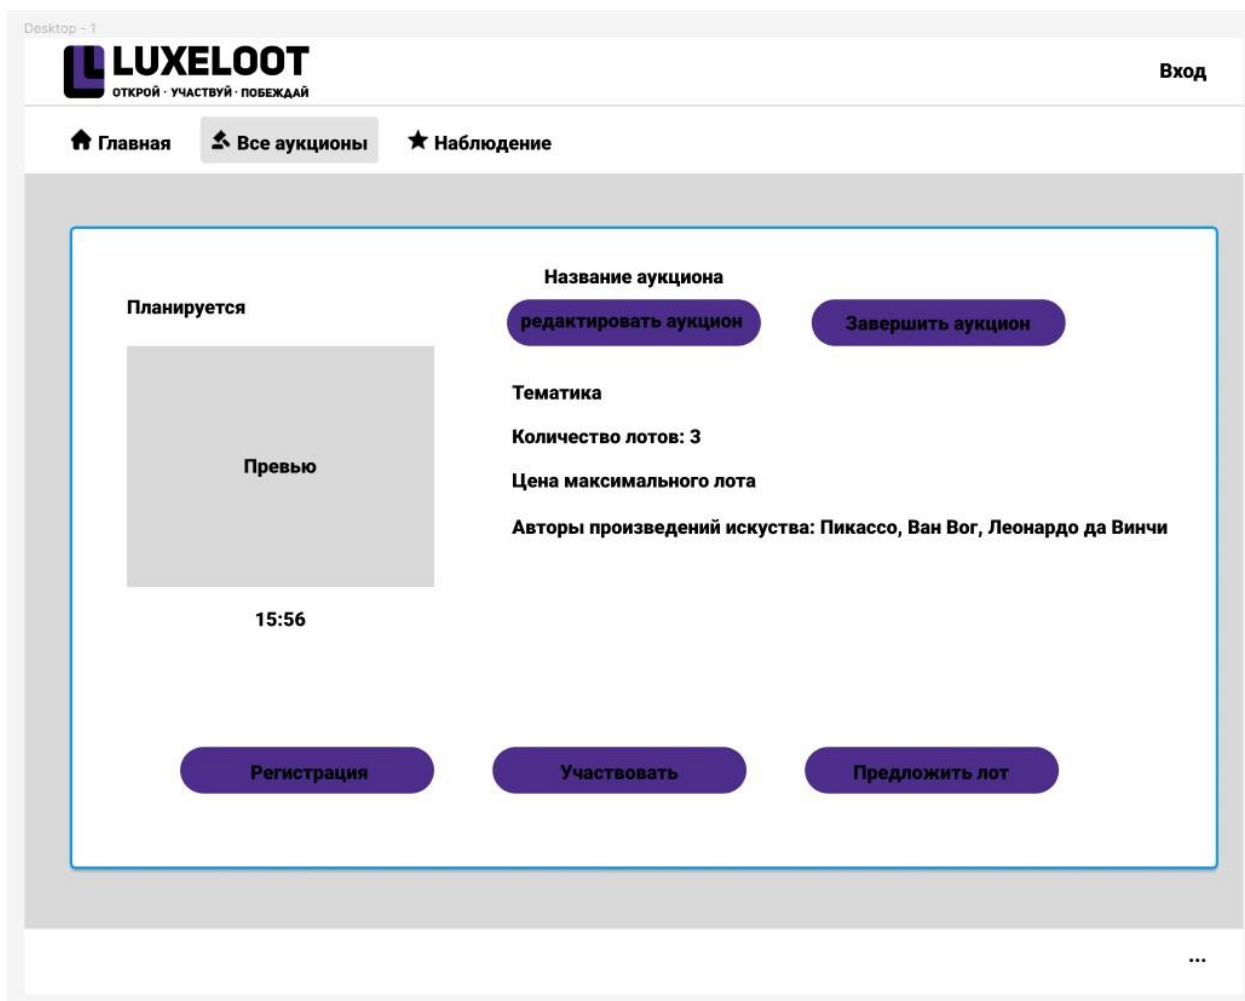 Desktop - 1
LUXELOOT
ОТКРОЙ · УЧАСТВУЙ · ПОБЕЖДАЙ
Вход
Главная
Все аукционы
Наблюдение
Название аукциона
Планируется
редактировать аукцион
Завершить аукцион
Тематика
Количество лотов: 3
Превью
Цена максимального лота
Авторы произведений искуства: Пикассо, Ван Вог, Леонардо да Винчи
15:56
Регистрация
Участвовать
Предложить лот
...